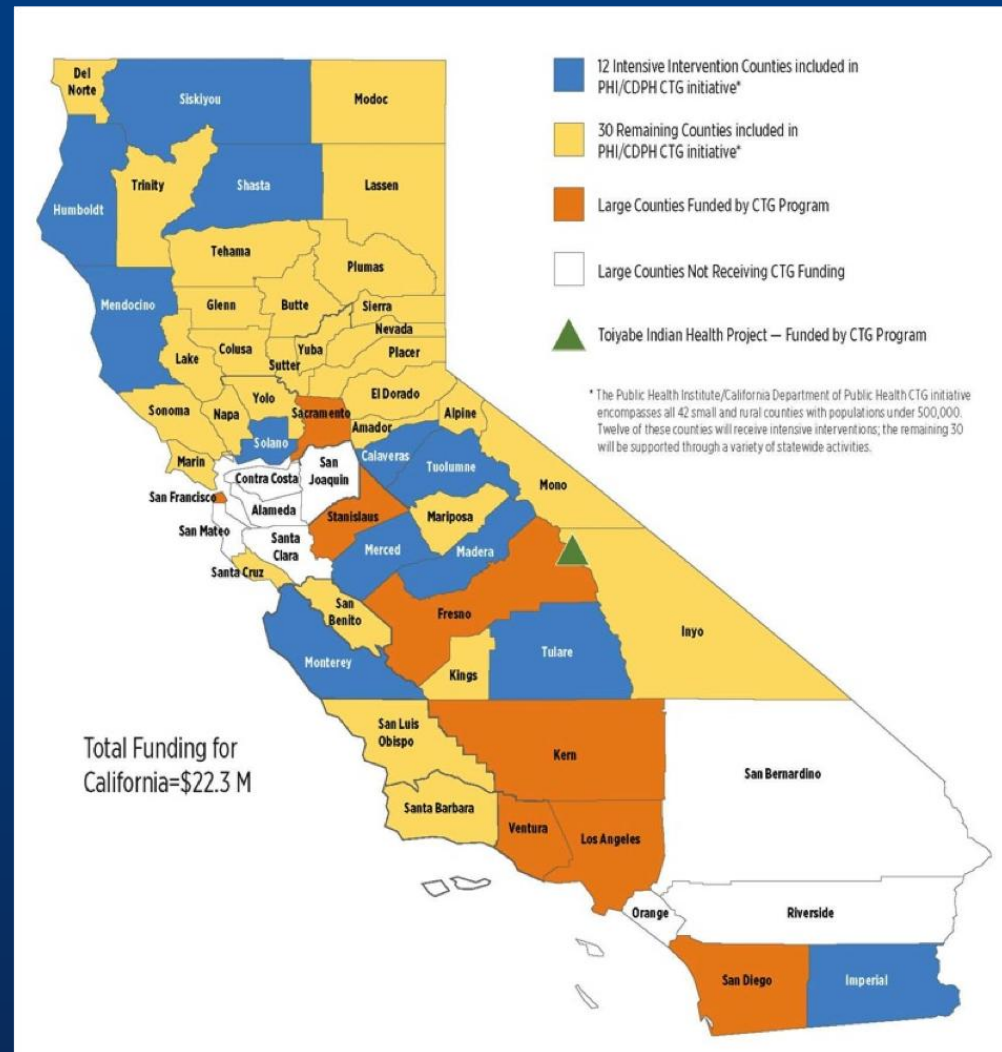 Del
Norte
Siskiyou
Modoc
Humboldt
Trinity
Shasta
Lassen
Tehama
Plumas
Mendocino
Glenn
Butte
Sierra
Nevada
Lake
Colusa
Sutter
Yuba
Placer
Sonoma
Napa
Yolo
Sacramento
El Dorado
Alpine
Amador
Solano
Marin
Calaveras
Tuolumne
Mono
Contra Costa
San
Joaquin
San Francisco
Alameda
Stanislaus
Mariposa
San Mateo
Santa
Clara
Merced
Madera
Santa Cruz
San
Benito
Fresno
Inyo
Monterey
Kings
Tulare
San Luis
Obispo
Kern
San Bernardino
Santa Barbara
Ventura
Los Angeles
Orange
Riverside
San Diego
Imperial
12 Intensive Intervention Counties included in
PHI/CDPH CTG initiative*
30 Remaining Counties included in
PHI/CDPH CTG initiative*
Large Counties Funded by CTG Program
Large Counties Not Receiving CTG Funding
Toiyabe Indian Health Project — Funded by CTG Program
* The Public Health Institute/California Department of Public Health CTG initiative
encompasses all 42 small and rural counties with populations under 500,000.
Twelve of these counties will receive intensive interventions; the remaining 30
will be supported through a variety of statewide activities.
Total Funding for
California=$22.3 M